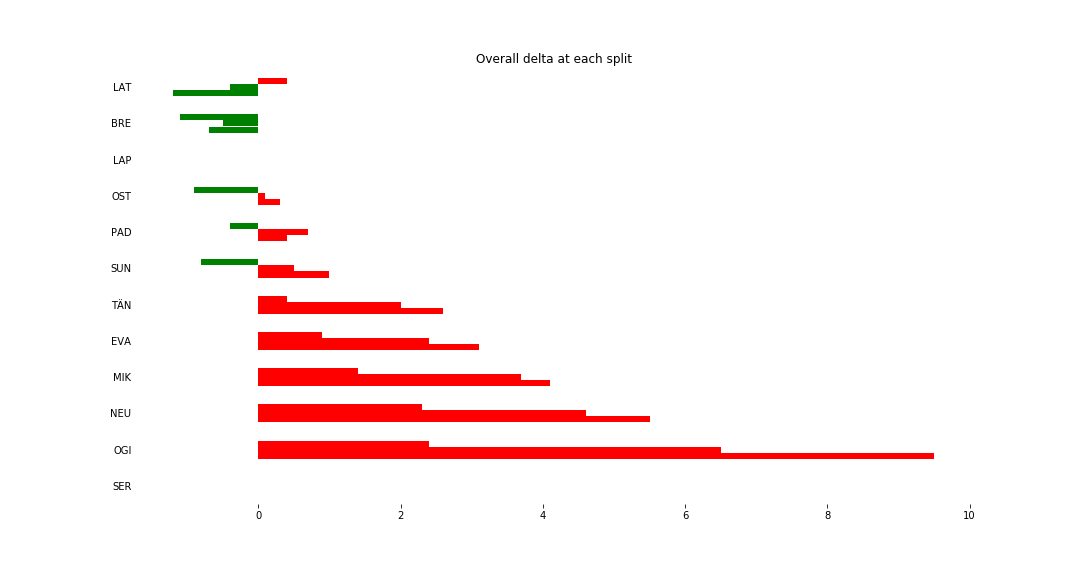 Overall delta at each split
LAT
BRE
LAP
OST
PAD
SUN
TÄN
EVA
MIK
NEU
OGI
SER
0 2 4 6 8 10